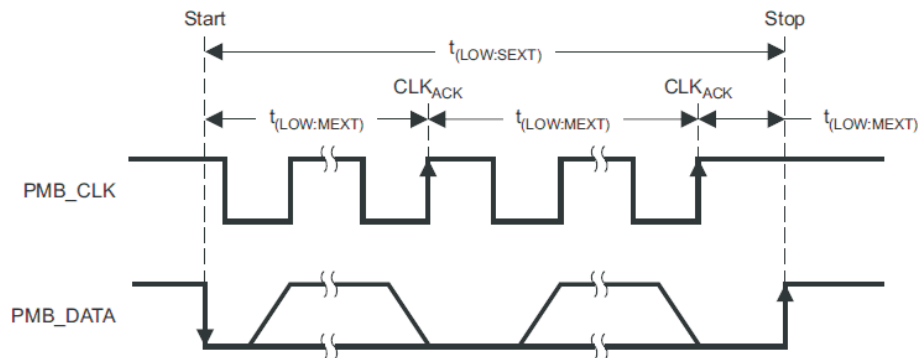 Start
Stop
t(LOW:SEXT)
CLKACK
CLKACK
t(LOW:MEXT)
t(LOW:MEXT)
t(LOW:MEXT)
PMB_CLK
PMB_DATA